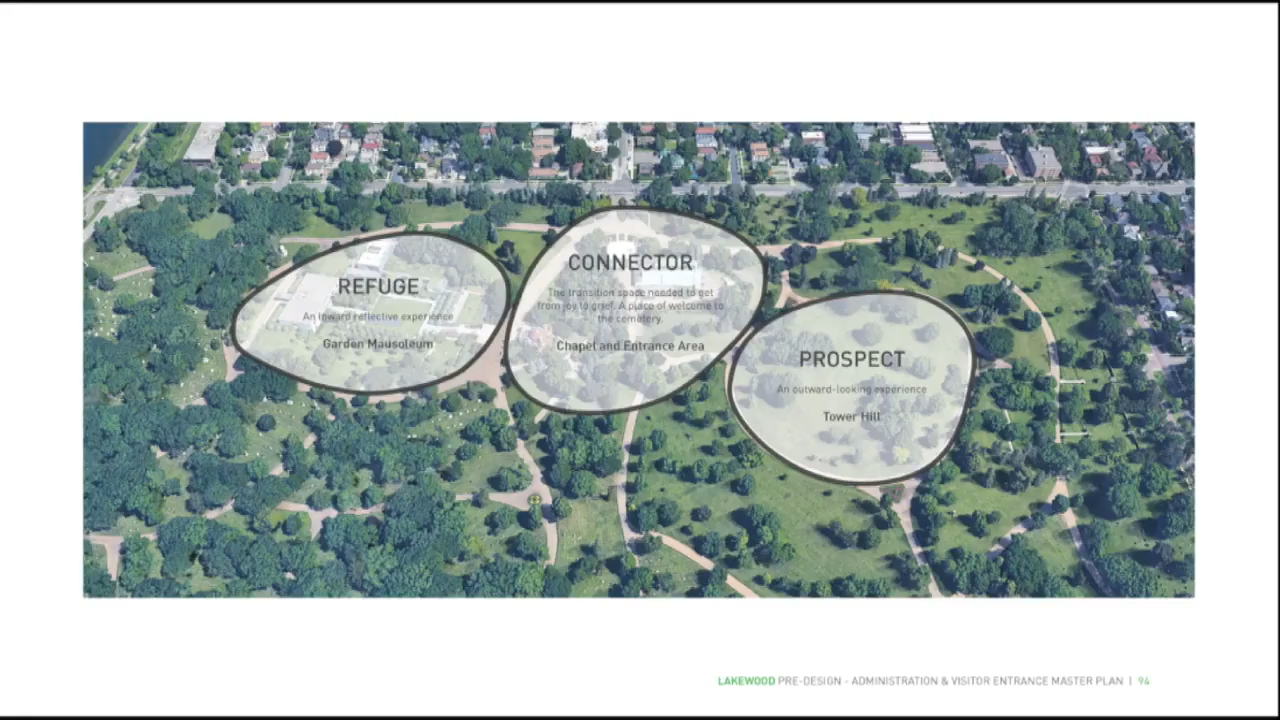 REFUGE
An inward reflective experience
Garden Mausoleum
CONNECTOR
The transition space needed to get
from joy to grief. A place of welcome to
the cemetery.
Chapel and Entrance Area
PROSPECT
An outward-looking experience
Tower Hill
LAKEWOOD PRE-DESIGN - ADMINISTRATION & VISITOR ENTRANCE MASTER PLAN | 94